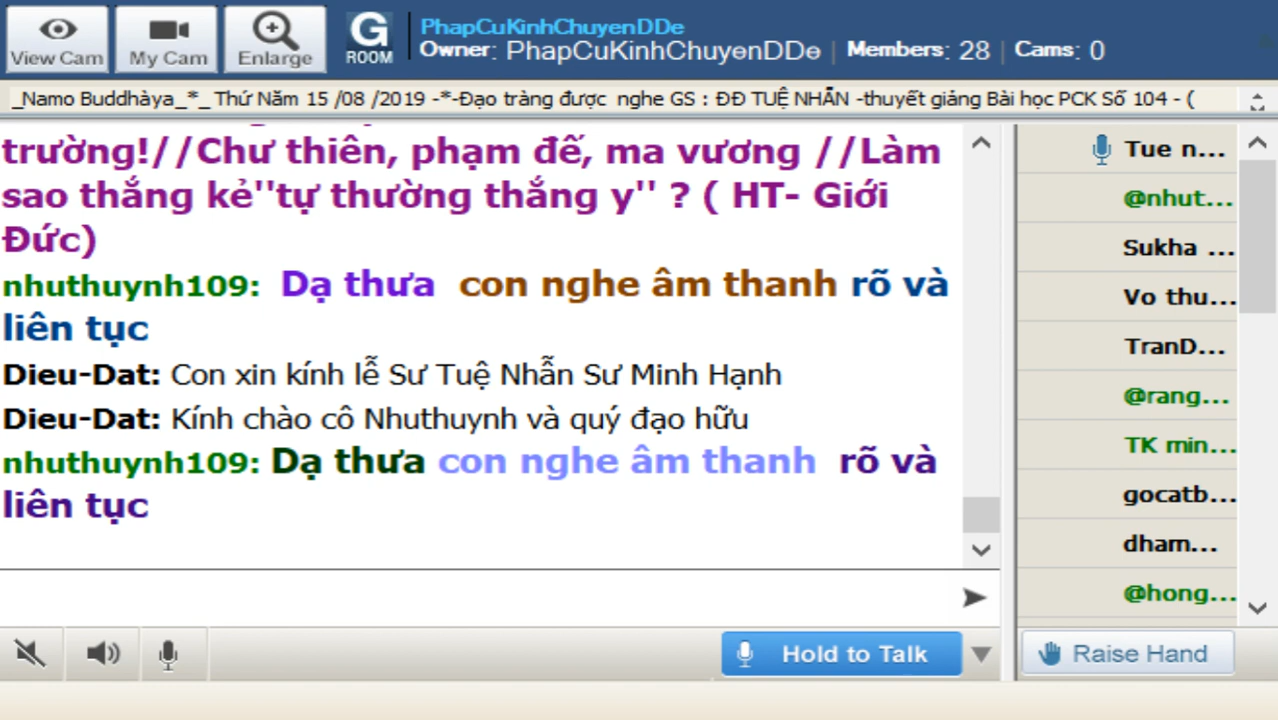 View Cam
My Cam
Enlarge
G
ROOM
PhapCuKinhChuyenDDe
Owner: PhapCuKinhChuyenDDe | Members: 28 | Cams: 0
_Namo Buddhàya_*_ Thứ Năm 15 /08 /2019 -*-Đạo tràng được nghe GS : ĐĐ TUỆ NHẪN -thuyết giảng Bài học PCK Số 104 - (
trường!//Chư thiên, phạm đế, ma vương //Làm
sao thắng kẻ''tự thường thắng y'' ? ( HT- Giới
Đức)
nhuthuynh109: Dạ thưa con nghe âm thanh rõ và
liên tục
Dieu-Dat: Con xin kính lễ Sư Tuệ Nhẫn Sư Minh Hạnh
Dieu-Dat: Kính chào cô Nhuthuynh và quý đạo hữu
nhuthuynh109: Dạ thưa con nghe âm thanh rõ và
liên tục
Tue n...
@nhut...
Sukha ...
Vo thu...
TranD...
@rang...
TK min...
gocatb...
dham...
@hong...
Hold to Talk
Raise Hand